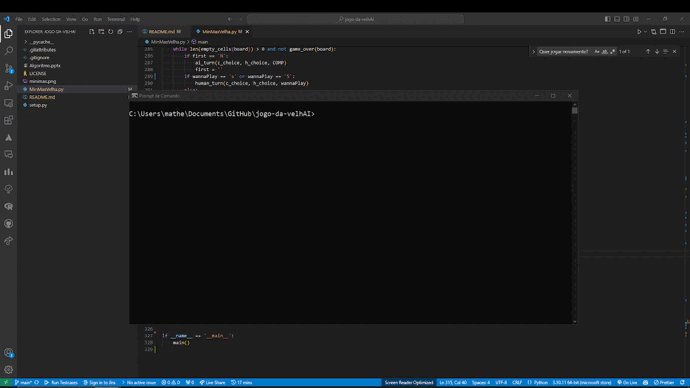 File Edit Selection View Go Run Terminal Help
jogo-da-velhAI
EXPLORER: JOGO-DA-VELHAI
README.md M
MinMaxVelha.py M
MinMaxVelha.py > main
__pycache__
.gitattributes
.gitignore
Algoritmo.pptx
LICENSE
minimax.png
MinMaxVelha.py M
README.md M
setup.py
285 while len(empty_cells(board)) > 0 and not game_over(board):
286 if first == 'N':
287 ai_turn(c_choice, h_choice, COMP)
288 first = ''
289 if wannaPlay == 's' or wannaPlay == 'S':
290 human_turn(c_choice, h_choice, wannaPlay)
Quer jogar novamente?
1 of 1
Prompt de Comando
C:\Users\mathe\Documents\GitHub\jogo-da-velhAI>
326
327 if __name__ == '__main__':
328 main()
329
main* Run Testcases Sign in to Jira No active issue 0 0 0 Live Share 17 mins Screen Reader Optimized Ln 315, Col 40 Spaces: 4 UTF-8 CRLF Python 3.10.11 64-bit (microsoft store) Go Live Prettier